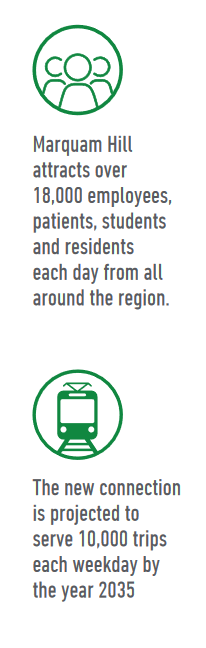 Marquam Hill
attracts over
18,000 employees,
patients, students
and residents
each day from all
around the region.
The new connection
is projected to
serve 10,000 trips
each weekday by
the year 2035